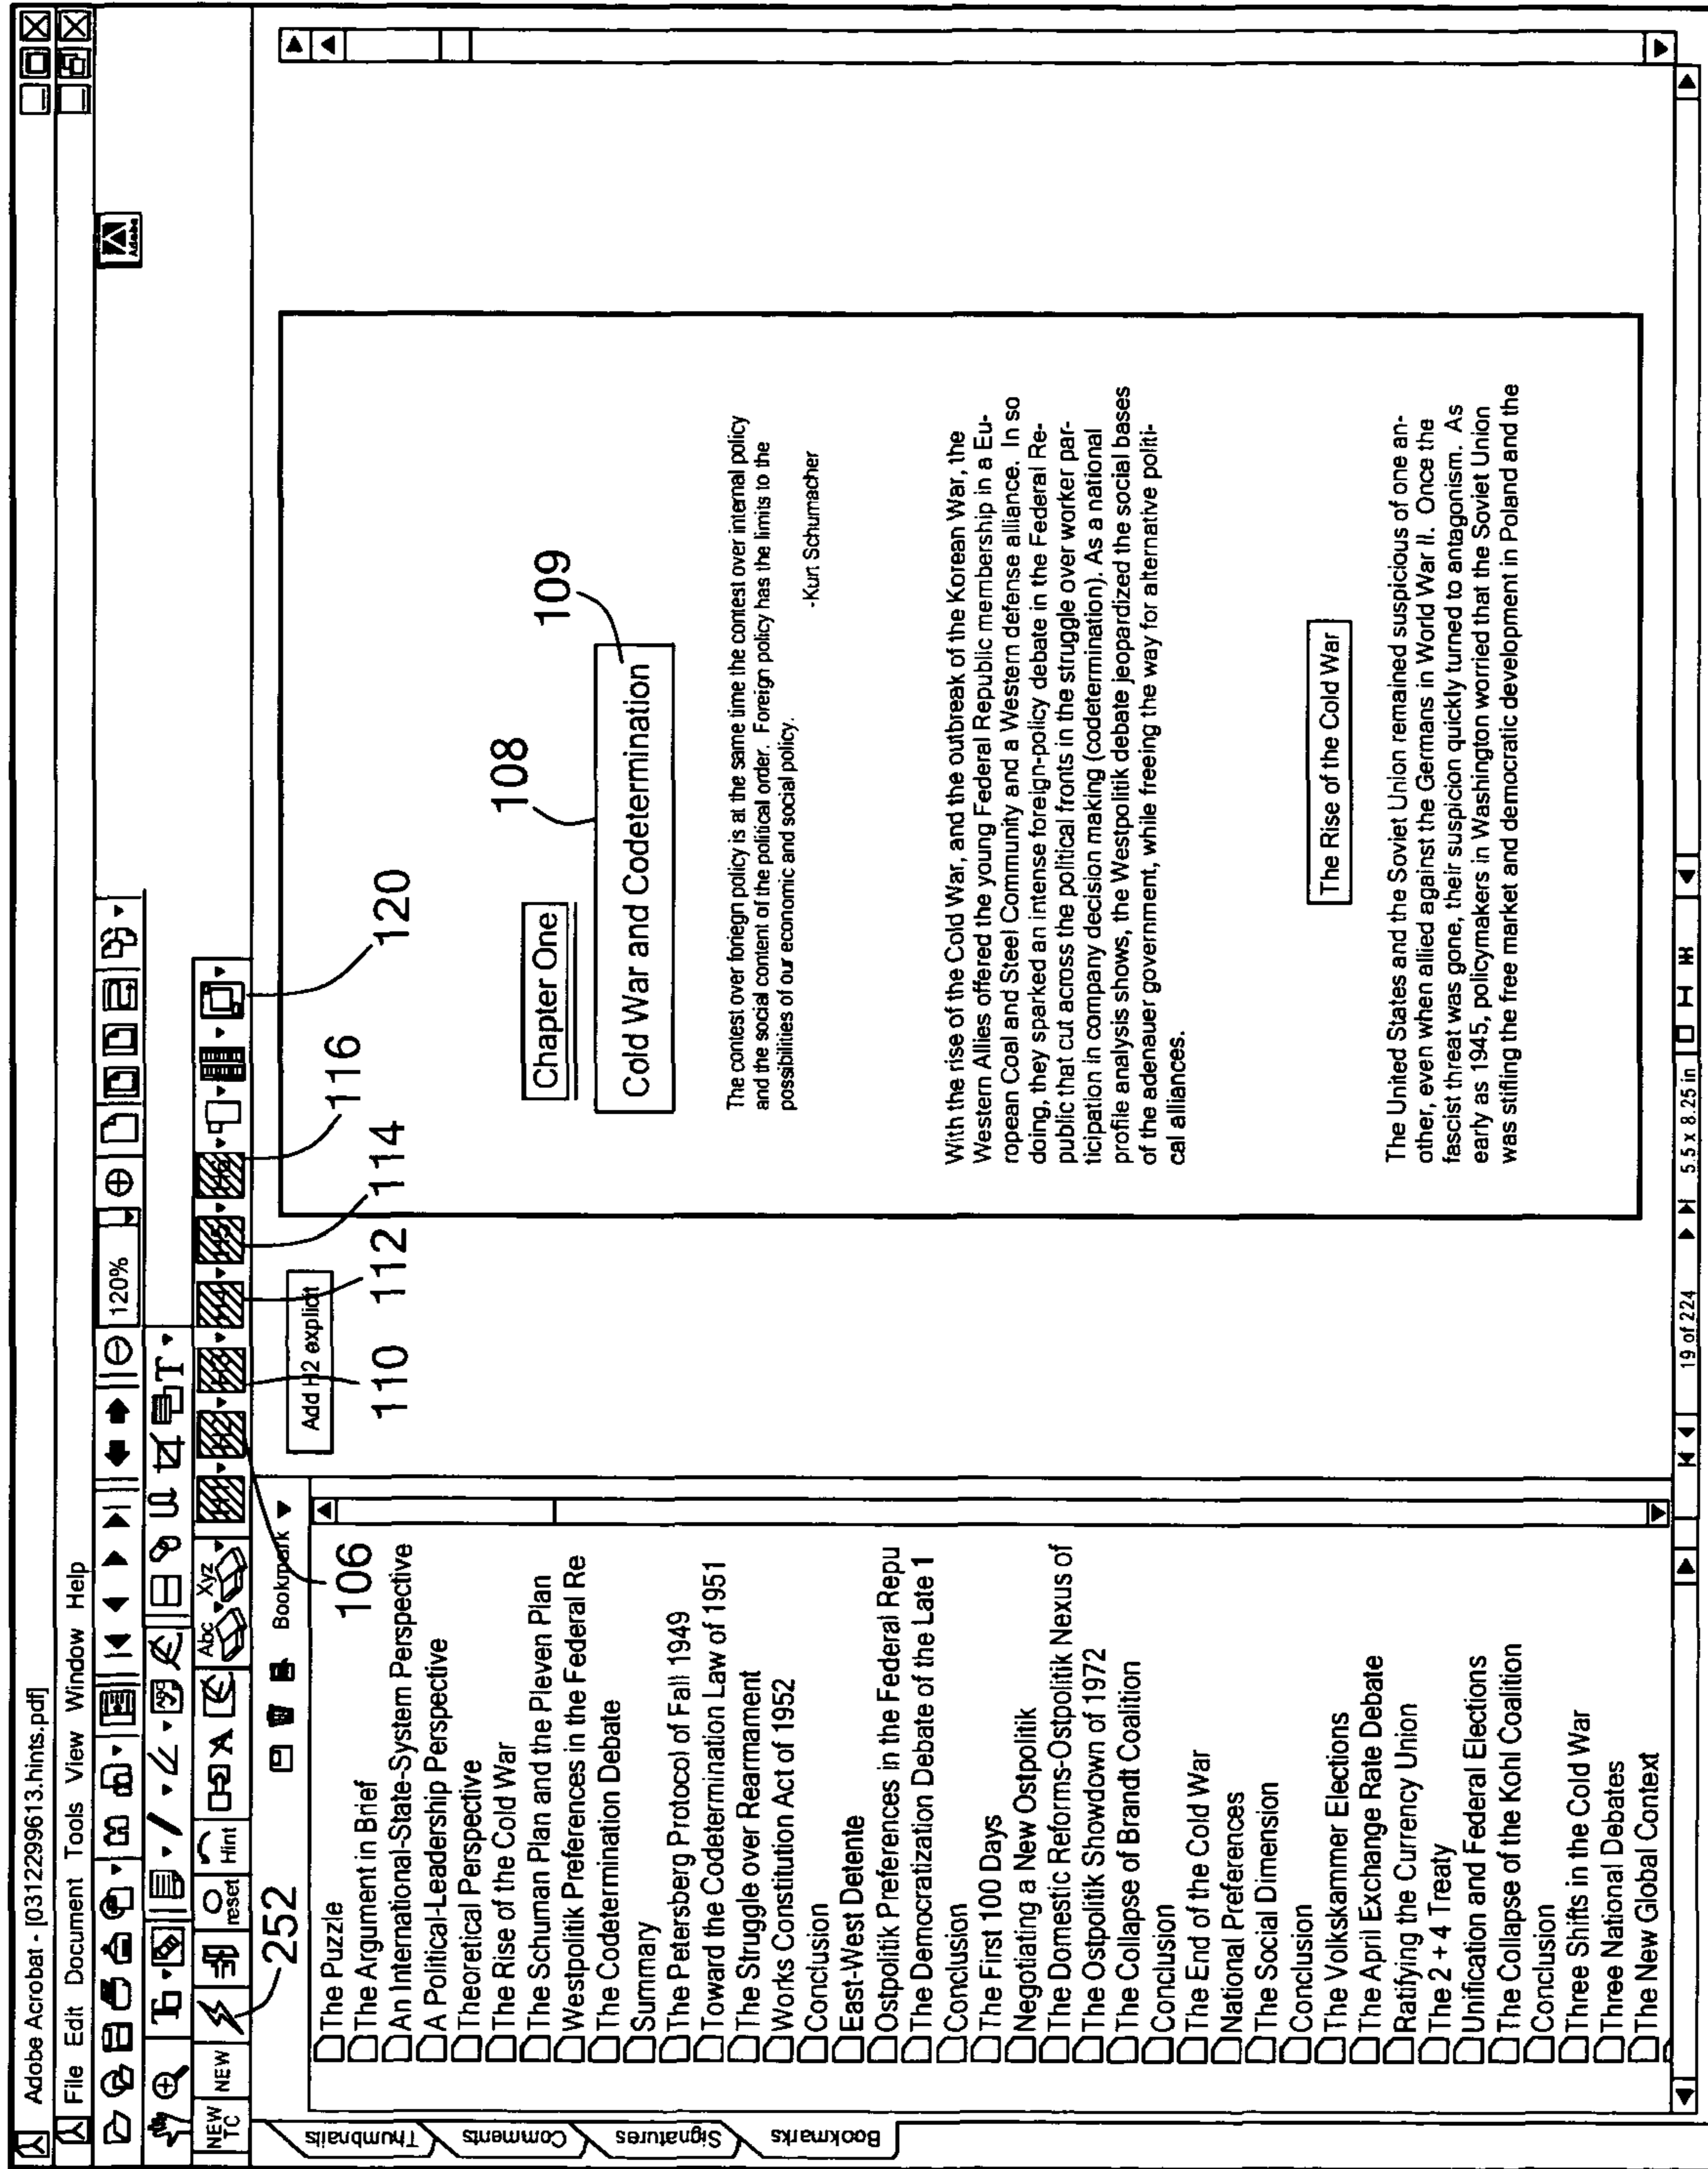 Adobe Acrobat - [0312299613.hints.pdf]
File Edit Document Tools View Window Help
120%
Adobe
T
NEW TC
NEW
reset
Hint
A
Abc
Xyz
252
106
110
112
114
116
120
Add H2 explicit
Bookmark
Thumbnails
Comments
Signatures
Bookmarks
The Puzzle
The Argument in Brief
An International-State-System Perspective
A Political-Leadership Perspective
Theoretical Perspective
The Rise of the Cold War
The Schuman Plan and the Pleven Plan
Westpolitik Preferences in the Federal Re
The Codetermination Debate
Summary
The Petersberg Protocol of Fall 1949
Toward the Codetermination Law of 1951
The Struggle over Rearmament
Works Constitution Act of 1952
Conclusion
East-West Detente
Ostpolitik Preferences in the Federal Repu
The Democratization Debate of the Late 1
Conclusion
The First 100 Days
Negotiating a New Ostpolitik
The Domestic Reforms-Ostpolitik Nexus of
The Ostpolitik Showdown of 1972
The Collapse of Brandt Coalition
Conclusion
The End of the Cold War
National Preferences
The Social Dimension
Conclusion
The Volkskammer Elections
The April Exchange Rate Debate
Ratifying the Currency Union
The 2 + 4 Treaty
Unification and Federal Elections
The Collapse of the Kohl Coalition
Conclusion
Three Shifts in the Cold War
Three National Debates
The New Global Context
108
109
Chapter One
Cold War and Codetermination
The contest over foriegn policy is at the same time the contest over internal policy
and the social content of the political order. Foreign policy has the limits to the
possibilities of our economic and social policy.
-Kurt Schumacher
With the rise of the Cold War, and the outbreak of the Korean War, the
Western Allies offered the young Federal Republic membership in a Eu-
ropean Coal and Steel Community and a Western defense alliance. In so
doing, they sparked an intense foreign-policy debate in the Federal Re-
public that cut across the political fronts in the struggle over worker par-
ticipation in company decision making (codetermination). As a national
profile analysis shows, the Westpolitik debate jeopardized the social bases
of the adenauer government, while freeing the way for alternative politi-
cal alliances.
The Rise of the Cold War
The United States and the Soviet Union remained suspicious of one an-
other, even when allied against the Germans in World War II. Once the
fascist threat was gone, their suspicion quickly turned to antagonism. As
early as 1945, policymakers in Washington worried that the Soviet Union
was stifling the free market and democratic development in Poland and the
19 of 224
5.5 x 8.25 in